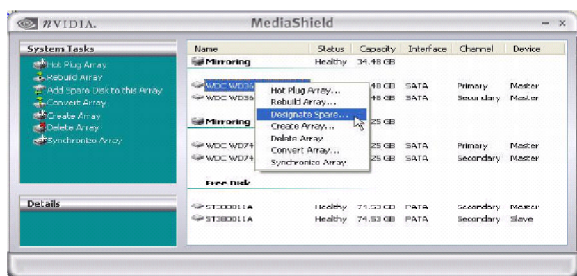 nVIDIA. MediaShield
System Tasks
Hot Plug Array
Rebuild Array
Add Spare Disk to this Array
Convert Array
Create Array
Delete Array
Synchronize Array
Details
Name Status Capacity Interface Channel Device
Mirroring Healthy 34.48 GB
WDC WD36 48 GB SATA Primary Master
WDC WD36 48 GB SATA Secondary Master
Mirroring 25 GB
WDC WD74 25 GB SATA Primary Master
WDC WD74 25 GB SATA Secondary Master
Free Disk
ST380011A Healthy 74.53 GB PATA Secondary Master
ST380011A Healthy 74.53 GB PATA Secondary Slave
Hot Plug Array...
Rebuild Array...
Designate Spare...
Create Array...
Delete Array
Convert Array...
Synchronize Array